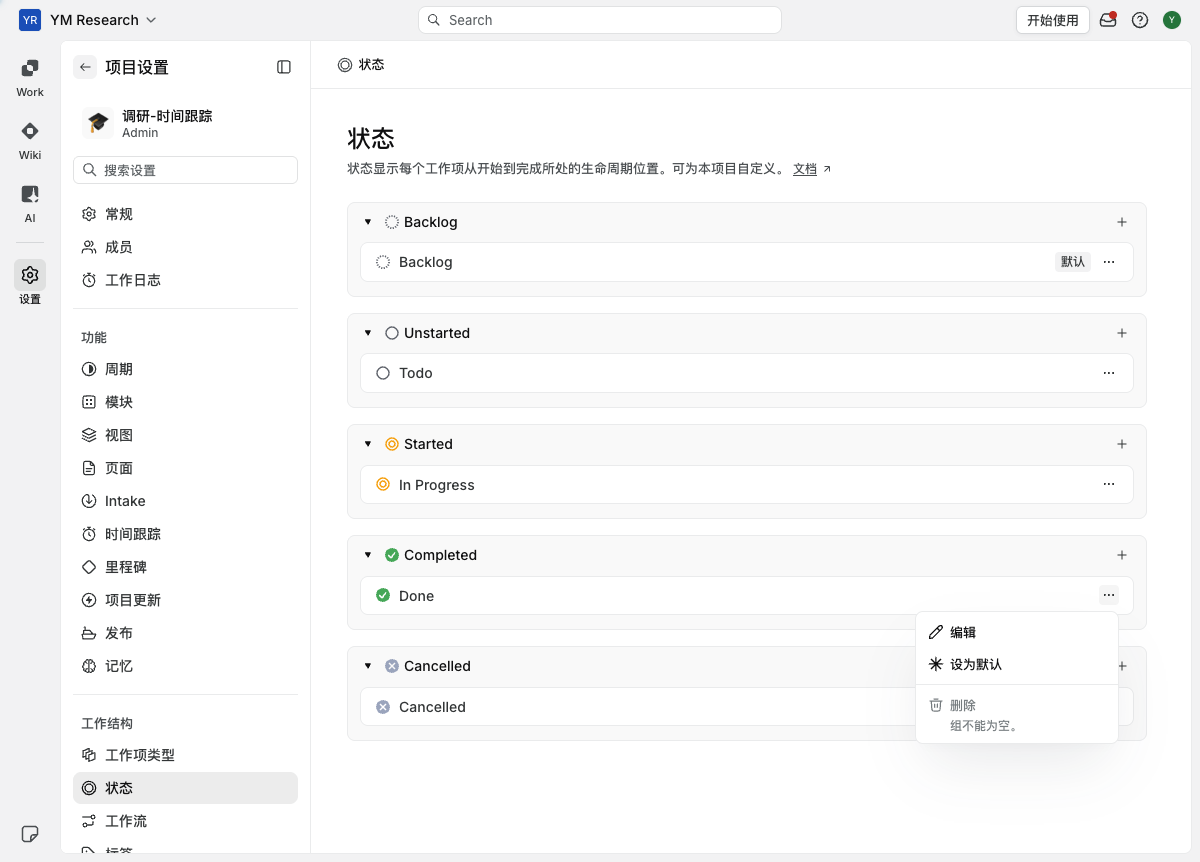 YR YM Research
Search
开始使用
Y
Work
Wiki
AI
设置
项目设置
调研-时间跟踪
Admin
搜索设置
常规
成员
工作日志
功能
周期
模块
视图
页面
Intake
时间跟踪
里程碑
项目更新
发布
记忆
工作结构
工作项类型
状态
工作流
标签
状态
状态
状态显示每个工作项从开始到完成所处的生命周期位置。可为本项目自定义。 文档
Backlog
Backlog
默认
Unstarted
Todo
Started
In Progress
Completed
Done
编辑
设为默认
删除
组不能为空。
Cancelled
Cancelled